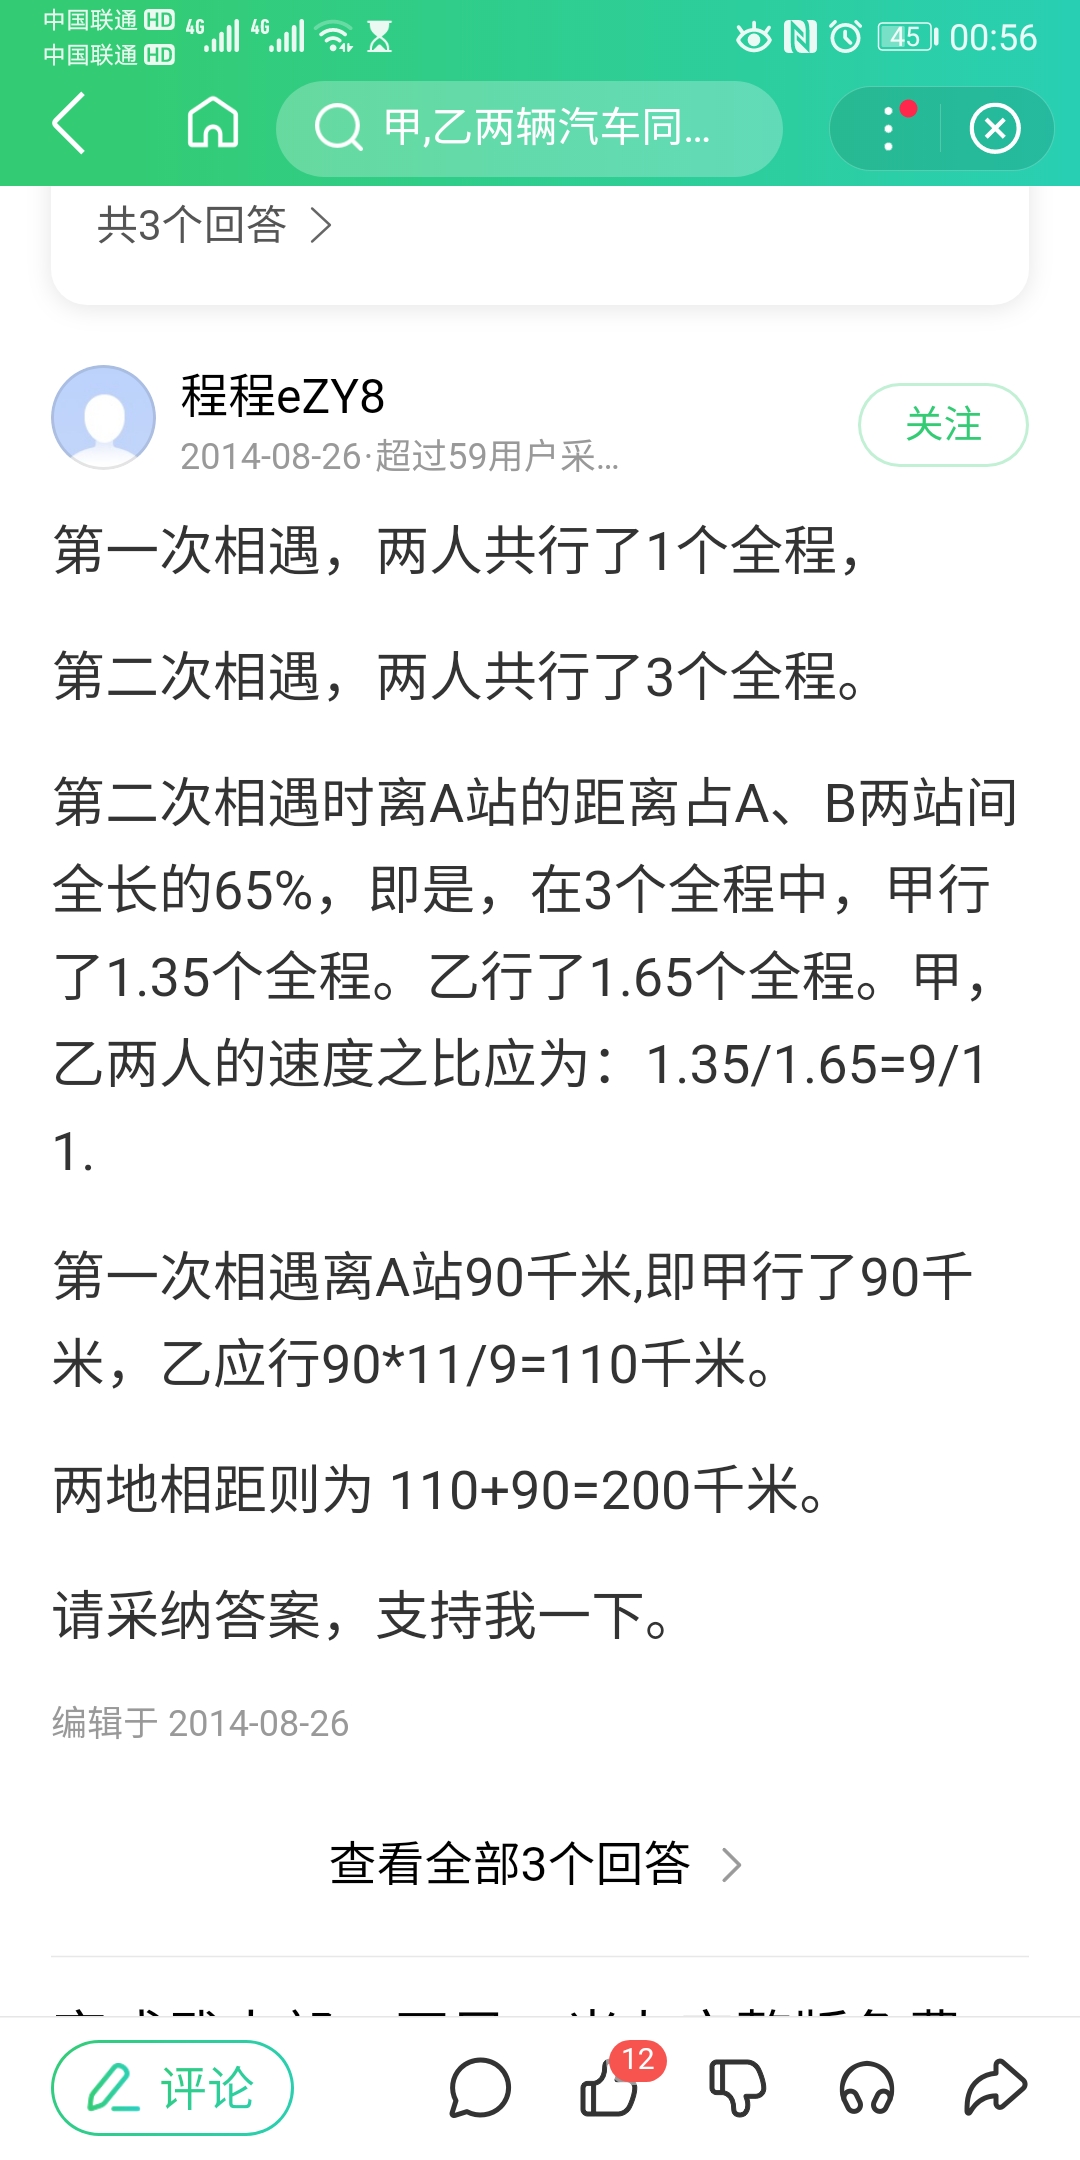 中国联通 HD 4G 4G 45 00:56
中国联通 HD
甲,乙两辆汽车同...
共3个回答
程程eZY8
关注
2014-08-26·超过59用户采...
第一次相遇，两人共行了1个全程，
第二次相遇，两人共行了3个全程。
第二次相遇时离A站的距离占A、B两站间
全长的65%，即是，在3个全程中，甲行
了1.35个全程。乙行了1.65个全程。甲，
乙两人的速度之比应为：1.35/1.65=9/1
1.
第一次相遇离A站90千米,即甲行了90千
米，乙应行90*11/9=110千米。
两地相距则为 110+90=200千米。
请采纳答案，支持我一下。
编辑于 2014-08-26
查看全部3个回答
评论
12